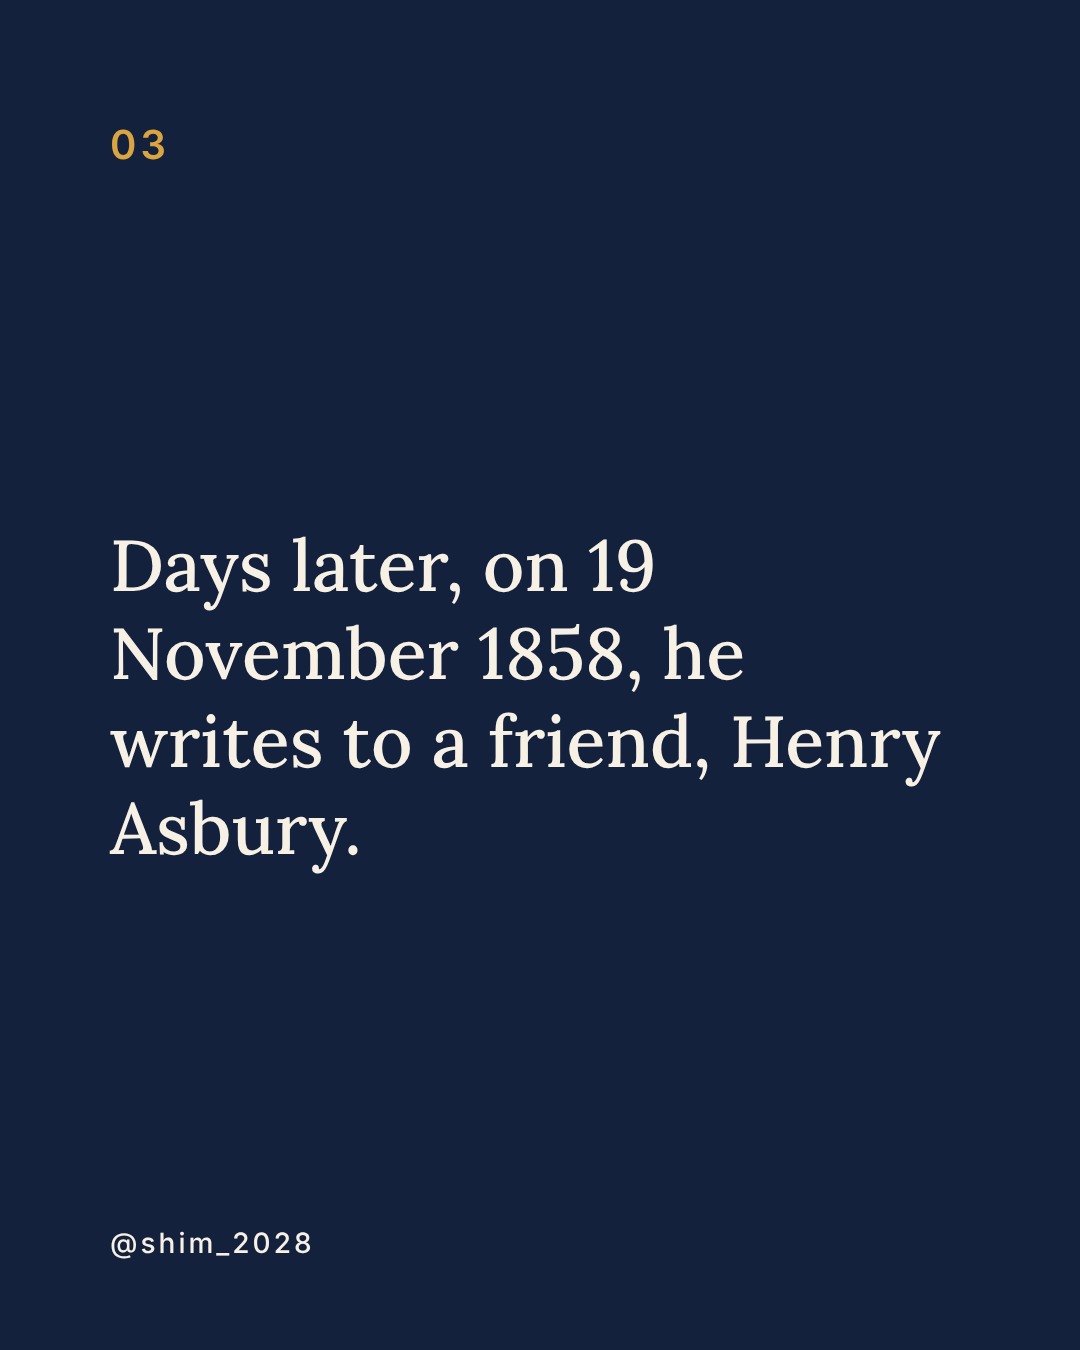 03
Days later, on 19
November 1858, he
writes to a friend, Henry
Asbury.
@shim_2028